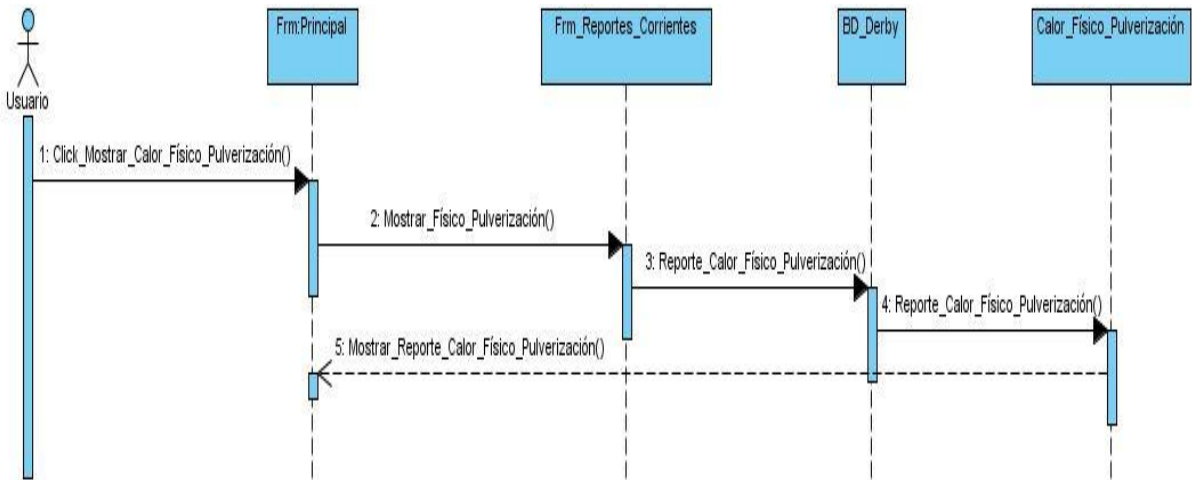 Frm:Principal
Frm_Reportes_Corrientes
BD_Derby
Calor_Físico_Pulverización
Usuario
1: Click_Mostrar_Calor_Físico_Pulverización()
2: Mostrar_Físico_Pulverización()
3: Reporte_Calor_Físico_Pulverización()
4: Reporte_Calor_Físico_Pulverización()
5: Mostrar_Reporte_Calor_Físico_Pulverización()